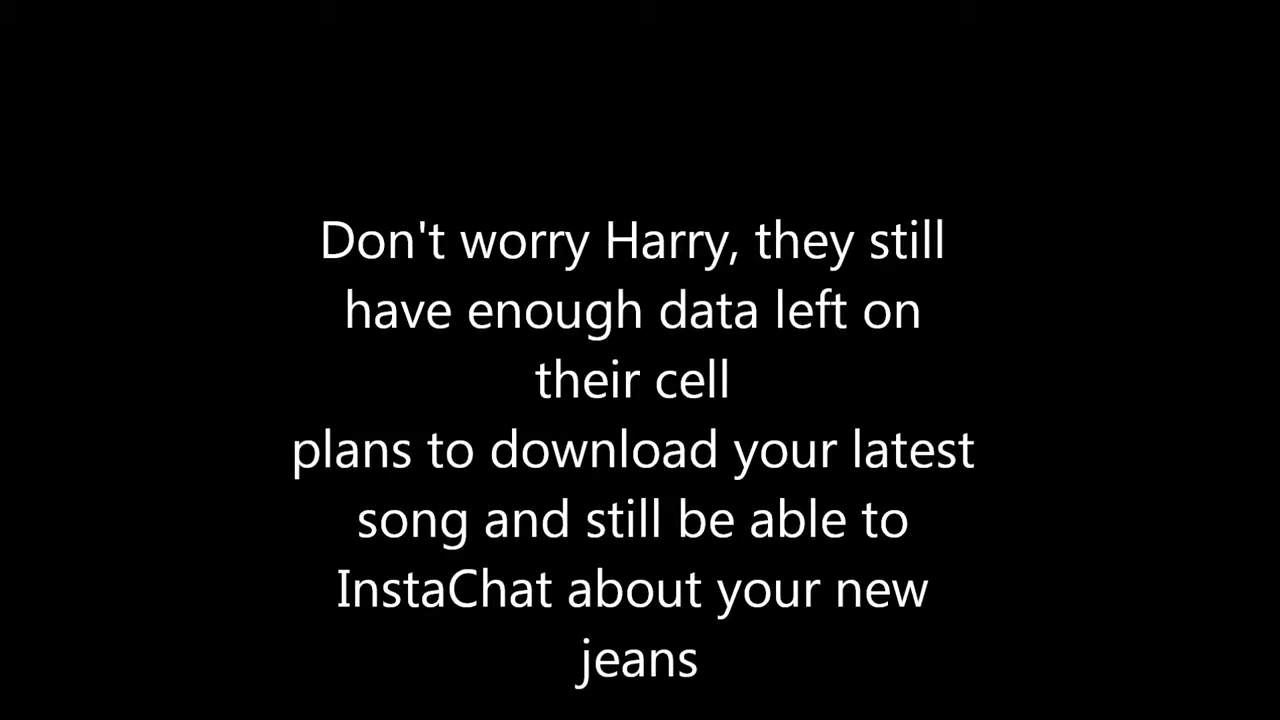 Don't worry Harry, they still
have enough data left on
their cell
plans to download your latest
song and still be able to
InstaChat about your new
jeans